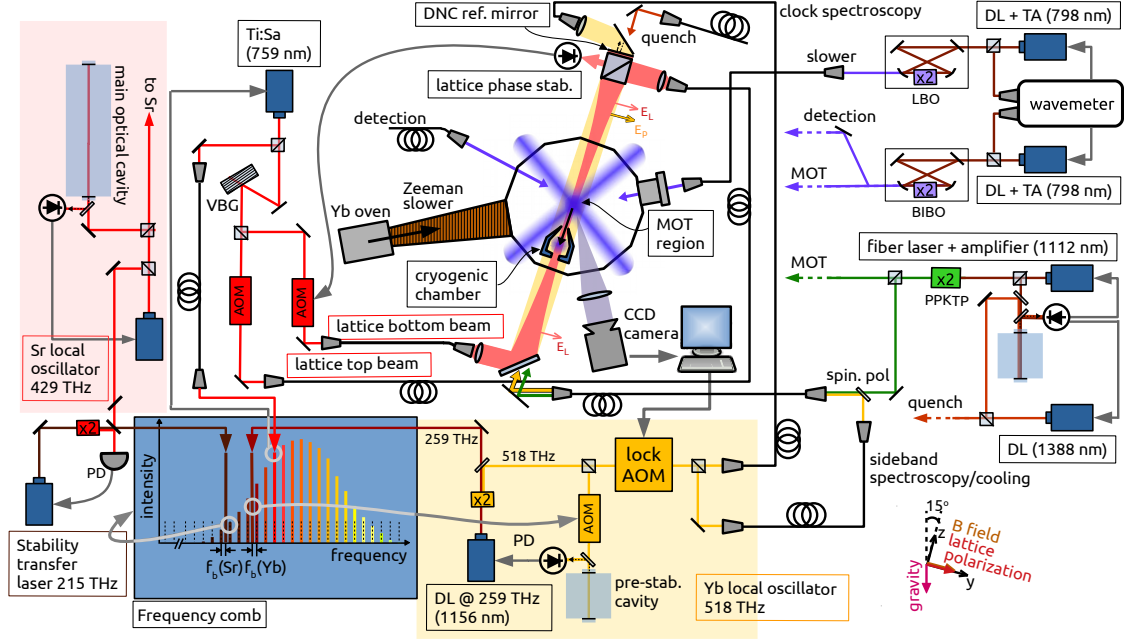 DNC ref. mirror
quench
clock spectroscopy
DL + TA (798 nm)
Ti:Sa
(759 nm)
slower
x2
LBO
wavemeter
main optical cavity
to Sr
lattice phase stab.
E_L
E_p
detection
detection
MOT
x2
BIBO
DL + TA (798 nm)
VBG
Zeeman
slower
Yb oven
MOT
region
cryogenic
chamber
fiber laser + amplifier (1112 nm)
MOT
x2
PPKTP
AOM
AOM
CCD
camera
lattice bottom beam
E_L
lattice top beam
Sr local
oscillator
429 THz
spin. pol
quench
DL (1388 nm)
x2
PD
intensity
frequency
f_b(Sr) f_b(Yb)
259 THz
518 THz
lock
AOM
x2
AOM
PD
sideband
spectroscopy/cooling
Stability
transfer
laser 215 THz
Frequency comb
DL @ 259 THz
(1156 nm)
pre-stab.
cavity
Yb local oscillator
518 THz
15°
z
B field
lattice
polarization
y
gravity